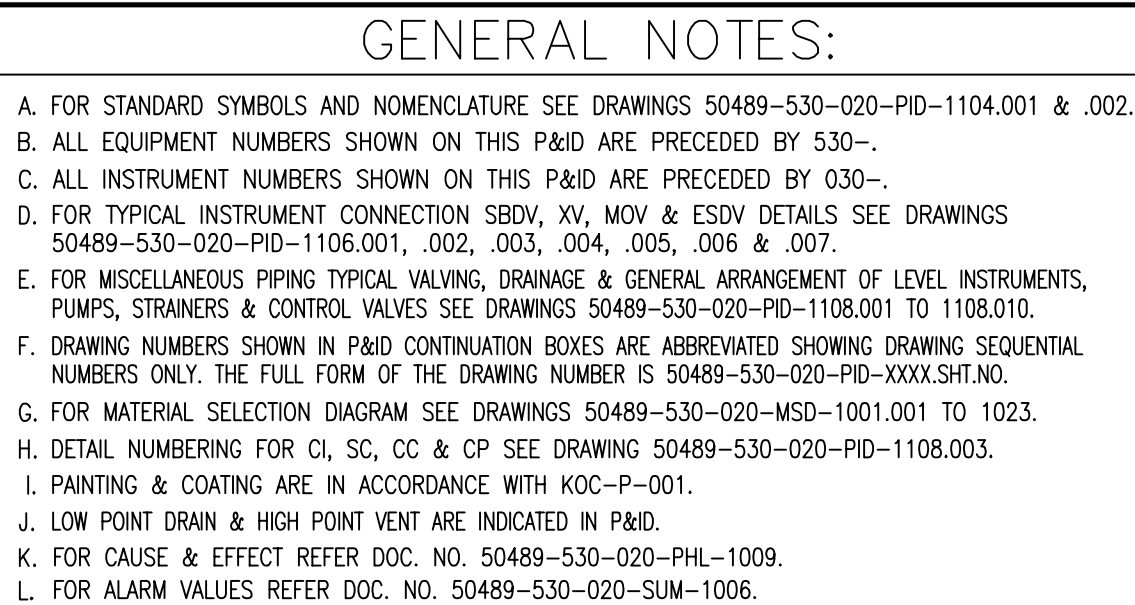 GENERAL NOTES:
A. FOR STANDARD SYMBOLS AND NOMENCLATURE SEE DRAWINGS 50489-530-020-PID-1104.001 & .002.
B. ALL EQUIPMENT NUMBERS SHOWN ON THIS P&ID ARE PRECEDED BY 530-.
C. ALL INSTRUMENT NUMBERS SHOWN ON THIS P&ID ARE PRECEDED BY 030-.
D. FOR TYPICAL INSTRUMENT CONNECTION SBDV, XV, MOV & ESDV DETAILS SEE DRAWINGS
50489-530-020-PID-1106.001, .002, .003, .004, .005, .006 & .007.
E. FOR MISCELLANEOUS PIPING TYPICAL VALVING, DRAINAGE & GENERAL ARRANGEMENT OF LEVEL INSTRUMENTS,
PUMPS, STRAINERS & CONTROL VALVES SEE DRAWINGS 50489-530-020-PID-1108.001 TO 1108.010.
F. DRAWING NUMBERS SHOWN IN P&ID CONTINUATION BOXES ARE ABBREVIATED SHOWING DRAWING SEQUENTIAL
NUMBERS ONLY. THE FULL FORM OF THE DRAWING NUMBER IS 50489-530-020-PID-XXXX.SHT.NO.
G. FOR MATERIAL SELECTION DIAGRAM SEE DRAWINGS 50489-530-020-MSD-1001.001 TO 1023.
H. DETAIL NUMBERING FOR CI, SC, CC & CP SEE DRAWING 50489-530-020-PID-1108.003.
I. PAINTING & COATING ARE IN ACCORDANCE WITH KOC-P-001.
J. LOW POINT DRAIN & HIGH POINT VENT ARE INDICATED IN P&ID.
K. FOR CAUSE & EFFECT REFER DOC. NO. 50489-530-020-PHL-1009.
L. FOR ALARM VALUES REFER DOC. NO. 50489-530-020-SUM-1006.